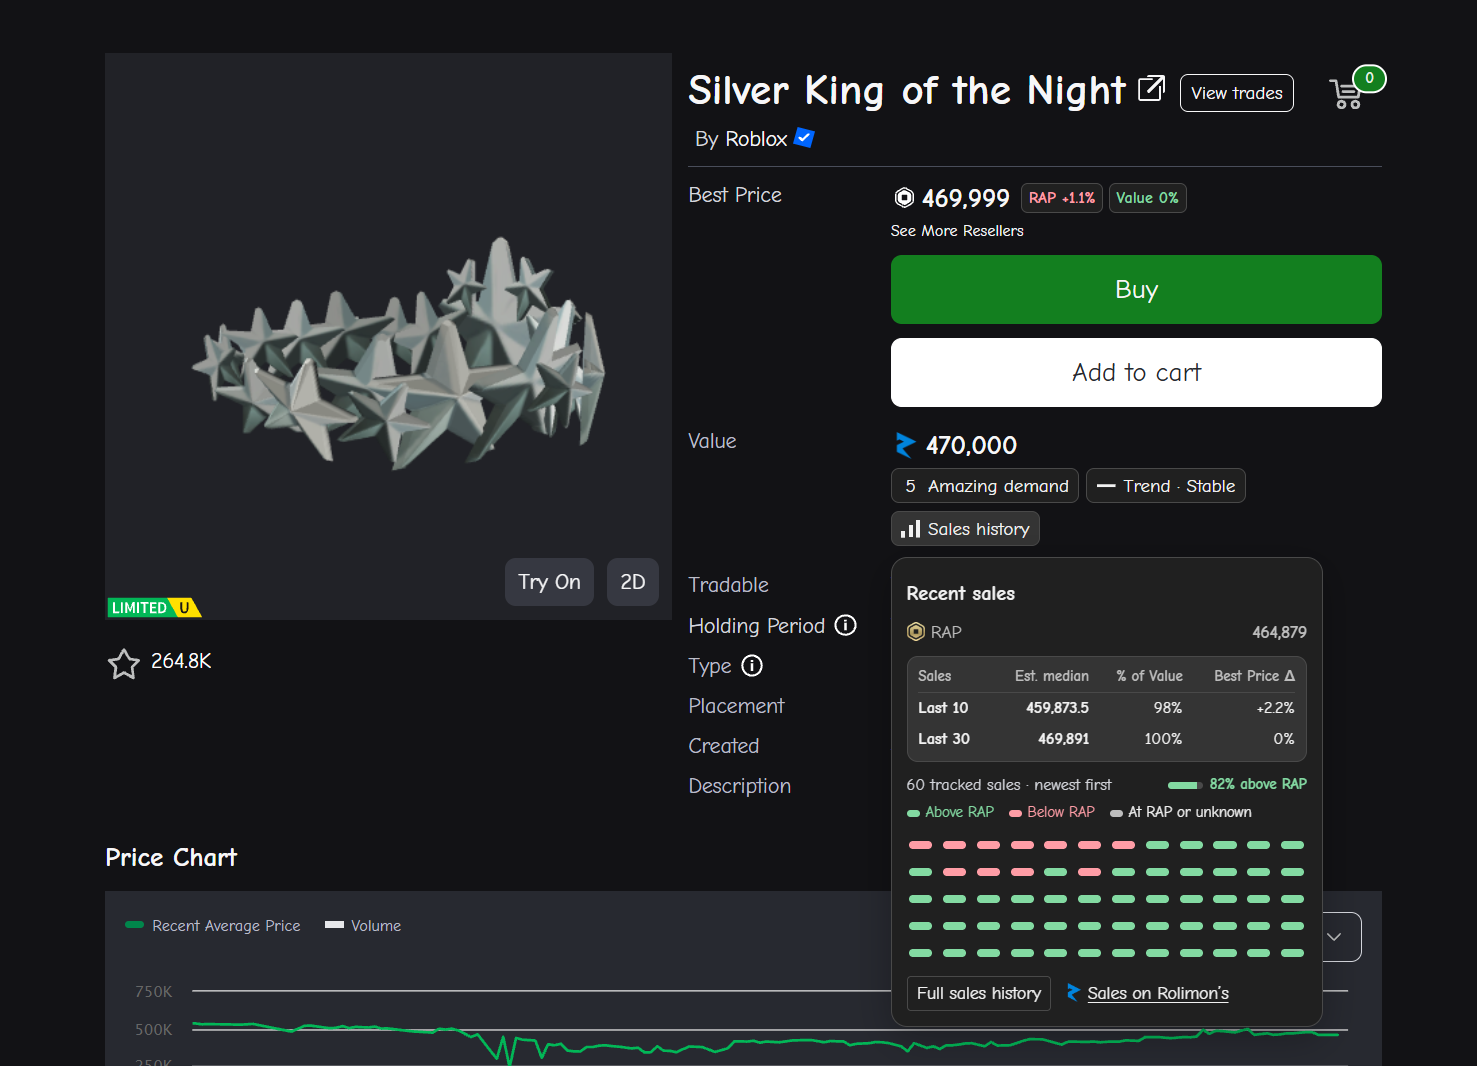 Silver King of the Night
View trades
0
By Roblox
Best Price
469,999
RAP +1.1%
Value 0%
See More Resellers
Buy
Add to cart
Value
470,000
5 Amazing demand
Trend · Stable
Sales history
Try On
2D
LIMITED U
264.8K
Tradable
Holding Period
Type
Placement
Created
Description
Recent sales
RAP 464,879
Sales Est. median % of Value Best Price Δ
Last 10 459,873.5 98% +2.2%
Last 30 469,891 100% 0%
60 tracked sales · newest first 82% above RAP
Above RAP Below RAP At RAP or unknown
Full sales history
Sales on Rolimon's
Price Chart
Recent Average Price Volume
750K
500K
250K